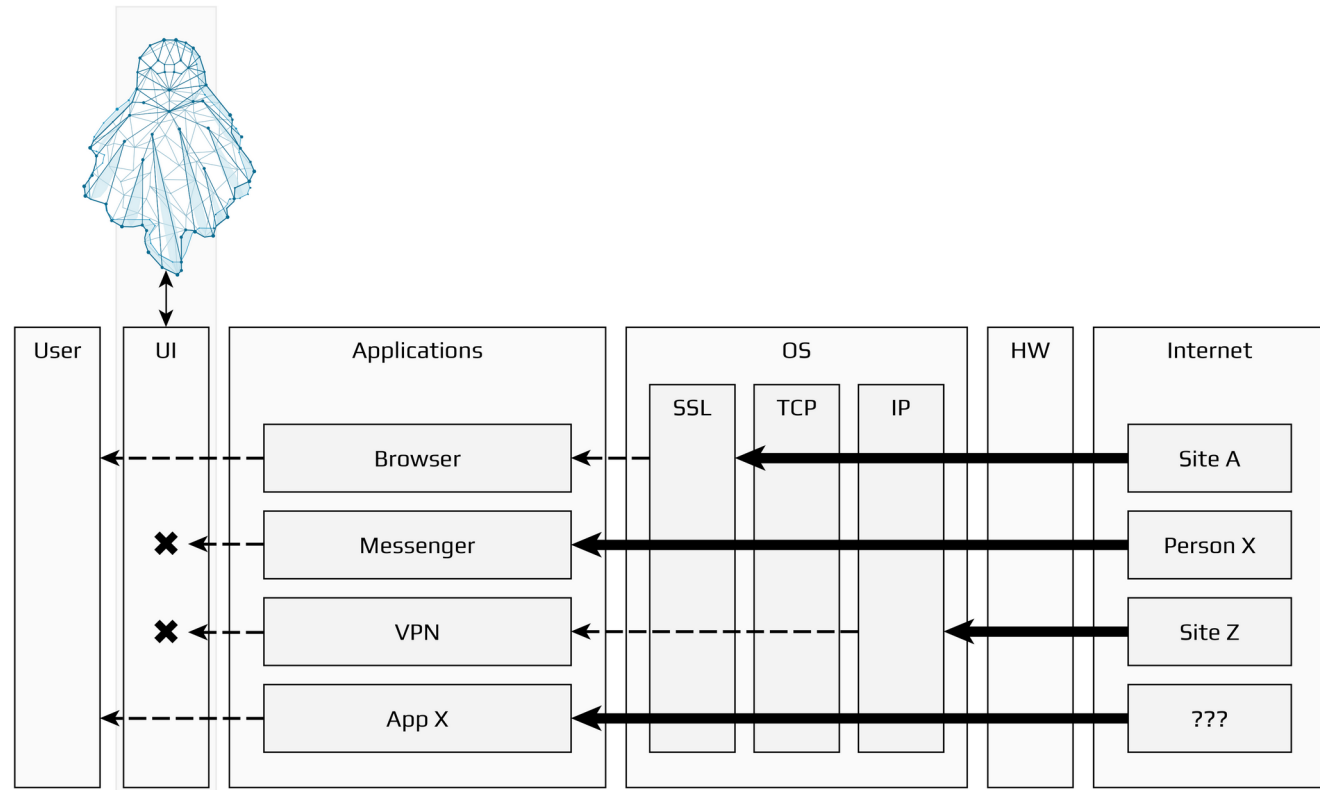 User
UI
Applications
OS
HW
Internet
SSL
TCP
IP
Browser
Site A
Messenger
Person X
VPN
Site Z
App X
???